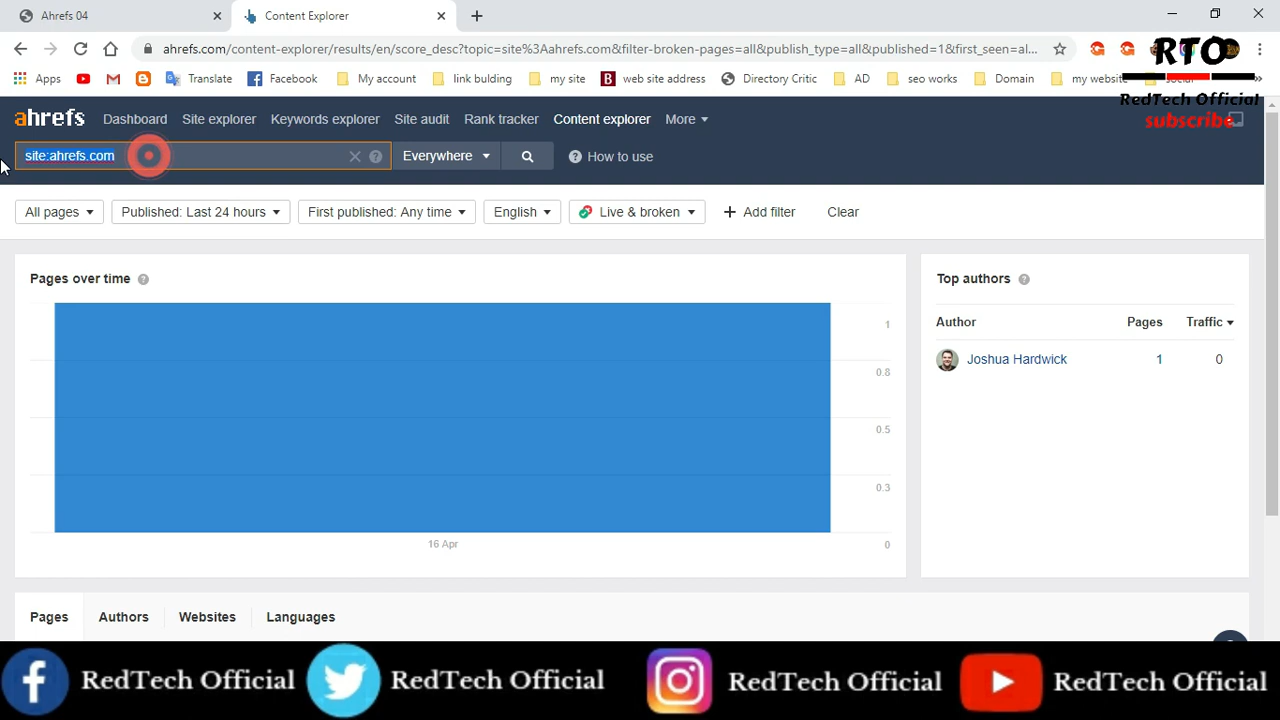 Ahrefs 04
Content Explorer
ahrefs.com/content-explorer/results/en/score_desc?topic=site%3Aahrefs.com&filter-broken-pages=all&publish_type=all&published=1&first_seen=al...
Apps
Translate
Facebook
My account
link bulding
my site
web site address
Directory Critic
AD
seo works
Domain
my website
social
RTO
RedTech Official
subscribe
ahrefs
Dashboard
Site explorer
Keywords explorer
Site audit
Rank tracker
Content explorer
More
site:ahrefs.com
Everywhere
How to use
All pages
Published: Last 24 hours
First published: Any time
English
Live & broken
Add filter
Clear
Pages over time
1
0.8
0.5
0.3
0
16 Apr
Top authors
Author Pages Traffic
Joshua Hardwick 1 0
Pages
Authors
Websites
Languages
RedTech Official
RedTech Official
RedTech Official
RedTech Official